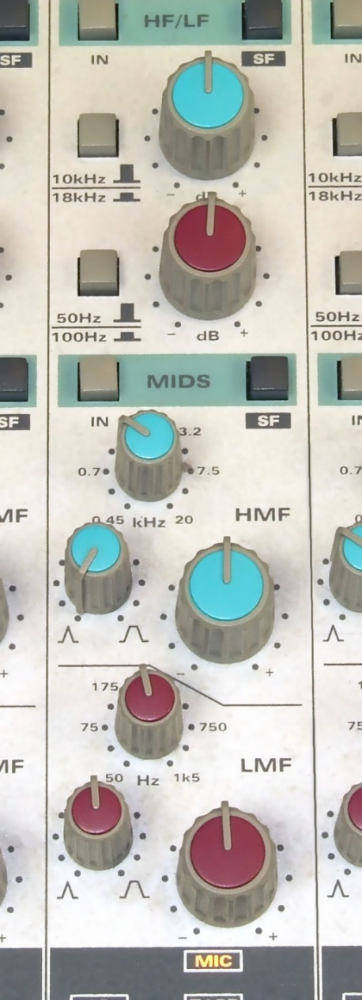 HF/LF
SF IN SF IN
10kHz 10kHz
18kHz 18kHz
- dB +
50Hz 50Hz
100Hz 100Hz
- dB +
MIDS
SF IN SF
3.2
0.7 7.5 0.7
0.45 kHz 20
MF HMF
- +
175
75 750 75
MF LMF
50 Hz 1k5
- +
MIC